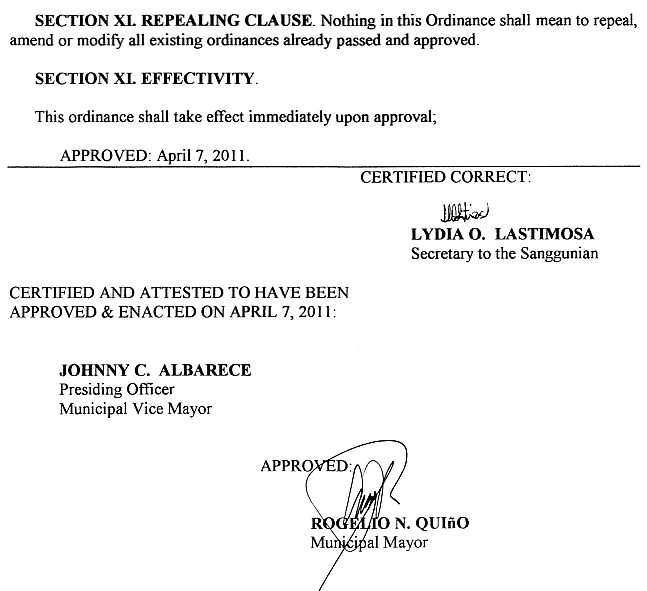 SECTION XI. REPEALING CLAUSE. Nothing in this Ordinance shall mean to repeal,
amend or modify all existing ordinances already passed and approved.
SECTION XI. EFFECTIVITY.
This ordinance shall take effect immediately upon approval;
APPROVED: April 7, 2011.
CERTIFIED CORRECT:
LYDIA O. LASTIMOSA
Secretary to the Sanggunian
CERTIFIED AND ATTESTED TO HAVE BEEN
APPROVED & ENACTED ON APRIL 7, 2011:
JOHNNY C. ALBARECE
Presiding Officer
Municipal Vice Mayor
APPROVED:
ROGELIO N. QUIñO
Municipal Mayor